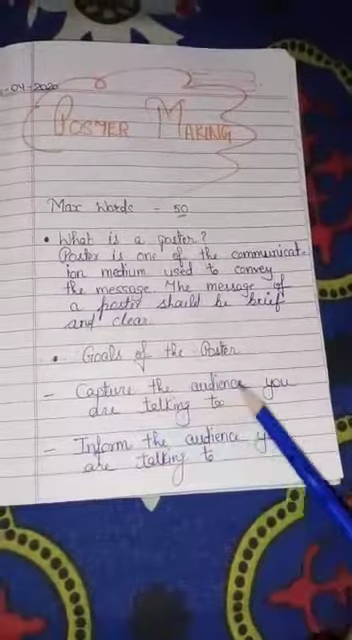 -04-2020
POSTER MAKING
Max Words = 50
• What is a poster?
Poster is one of the communicat-
ion medium used to convey
the message. The message of
a poster should be brief
and clear
• Goals of the Poster
- Capture the audience you
are talking to
- Inform the audience y
are talking to